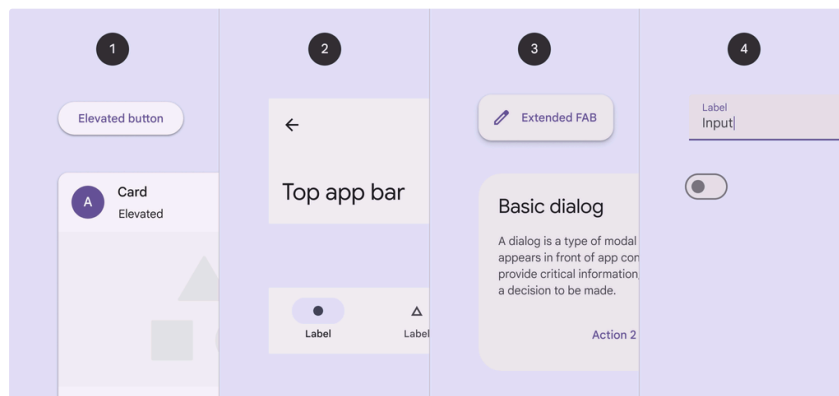 1
Elevated button
A
Card
Elevated
2
Top app bar
Label
Label
3
Extended FAB
Basic dialog
A dialog is a type of modal
appears in front of app con
provide critical information,
a decision to be made.
Action 2
4
Label
Input